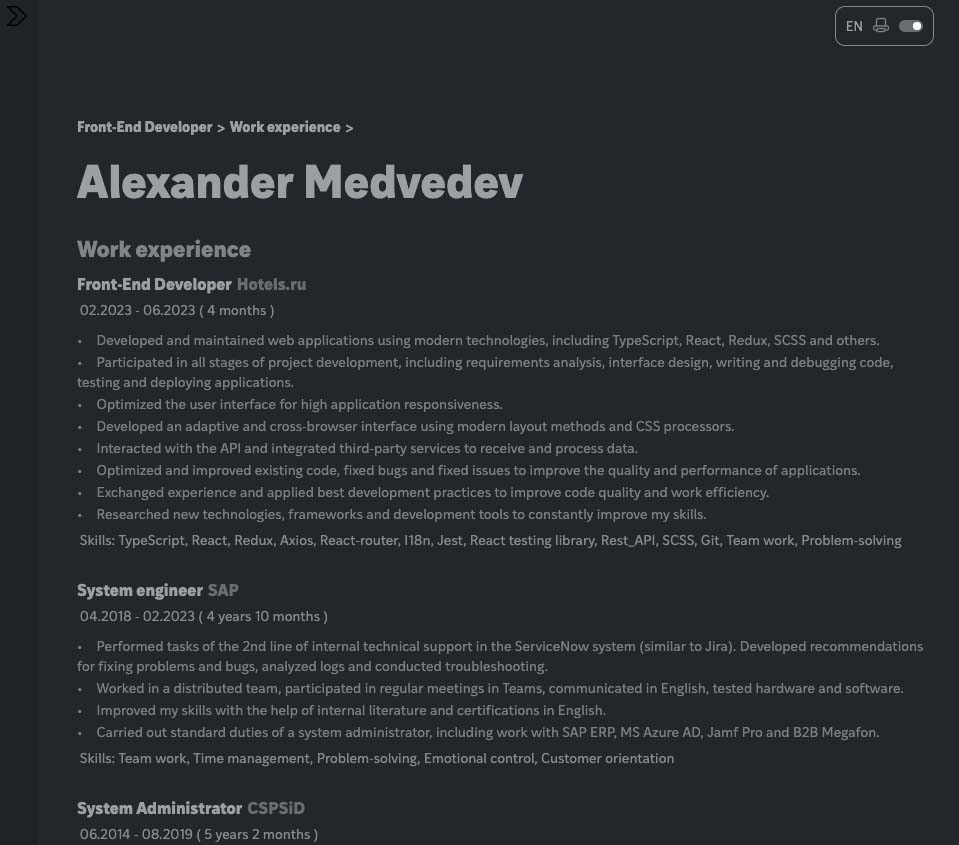 EN
Front-End Developer > Work experience >
Alexander Medvedev
Work experience
Front-End Developer Hotels.ru
02.2023 - 06.2023 ( 4 months )
• Developed and maintained web applications using modern technologies, including TypeScript, React, Redux, SCSS and others.
• Participated in all stages of project development, including requirements analysis, interface design, writing and debugging code,
testing and deploying applications.
• Optimized the user interface for high application responsiveness.
• Developed an adaptive and cross-browser interface using modern layout methods and CSS processors.
• Interacted with the API and integrated third-party services to receive and process data.
• Optimized and improved existing code, fixed bugs and fixed issues to improve the quality and performance of applications.
• Exchanged experience and applied best development practices to improve code quality and work efficiency.
• Researched new technologies, frameworks and development tools to constantly improve my skills.
Skills: TypeScript, React, Redux, Axios, React-router, I18n, Jest, React testing library, Rest_API, SCSS, Git, Team work, Problem-solving
System engineer SAP
04.2018 - 02.2023 ( 4 years 10 months )
• Performed tasks of the 2nd line of internal technical support in the ServiceNow system (similar to Jira). Developed recommendations
for fixing problems and bugs, analyzed logs and conducted troubleshooting.
• Worked in a distributed team, participated in regular meetings in Teams, communicated in English, tested hardware and software.
• Improved my skills with the help of internal literature and certifications in English.
• Carried out standard duties of a system administrator, including work with SAP ERP, MS Azure AD, Jamf Pro and B2B Megafon.
Skills: Team work, Time management, Problem-solving, Emotional control, Customer orientation
System Administrator CSPSiD
06.2014 - 08.2019 ( 5 years 2 months )